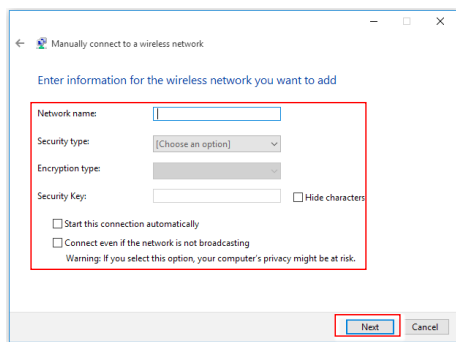 Manually connect to a wireless network
Enter information for the wireless network you want to add
Network name:
Security type: [Choose an option]
Encryption type:
Security Key: Hide characters
Start this connection automatically
Connect even if the network is not broadcasting
Warning: If you select this option, your computer's privacy might be at risk.
Next Cancel